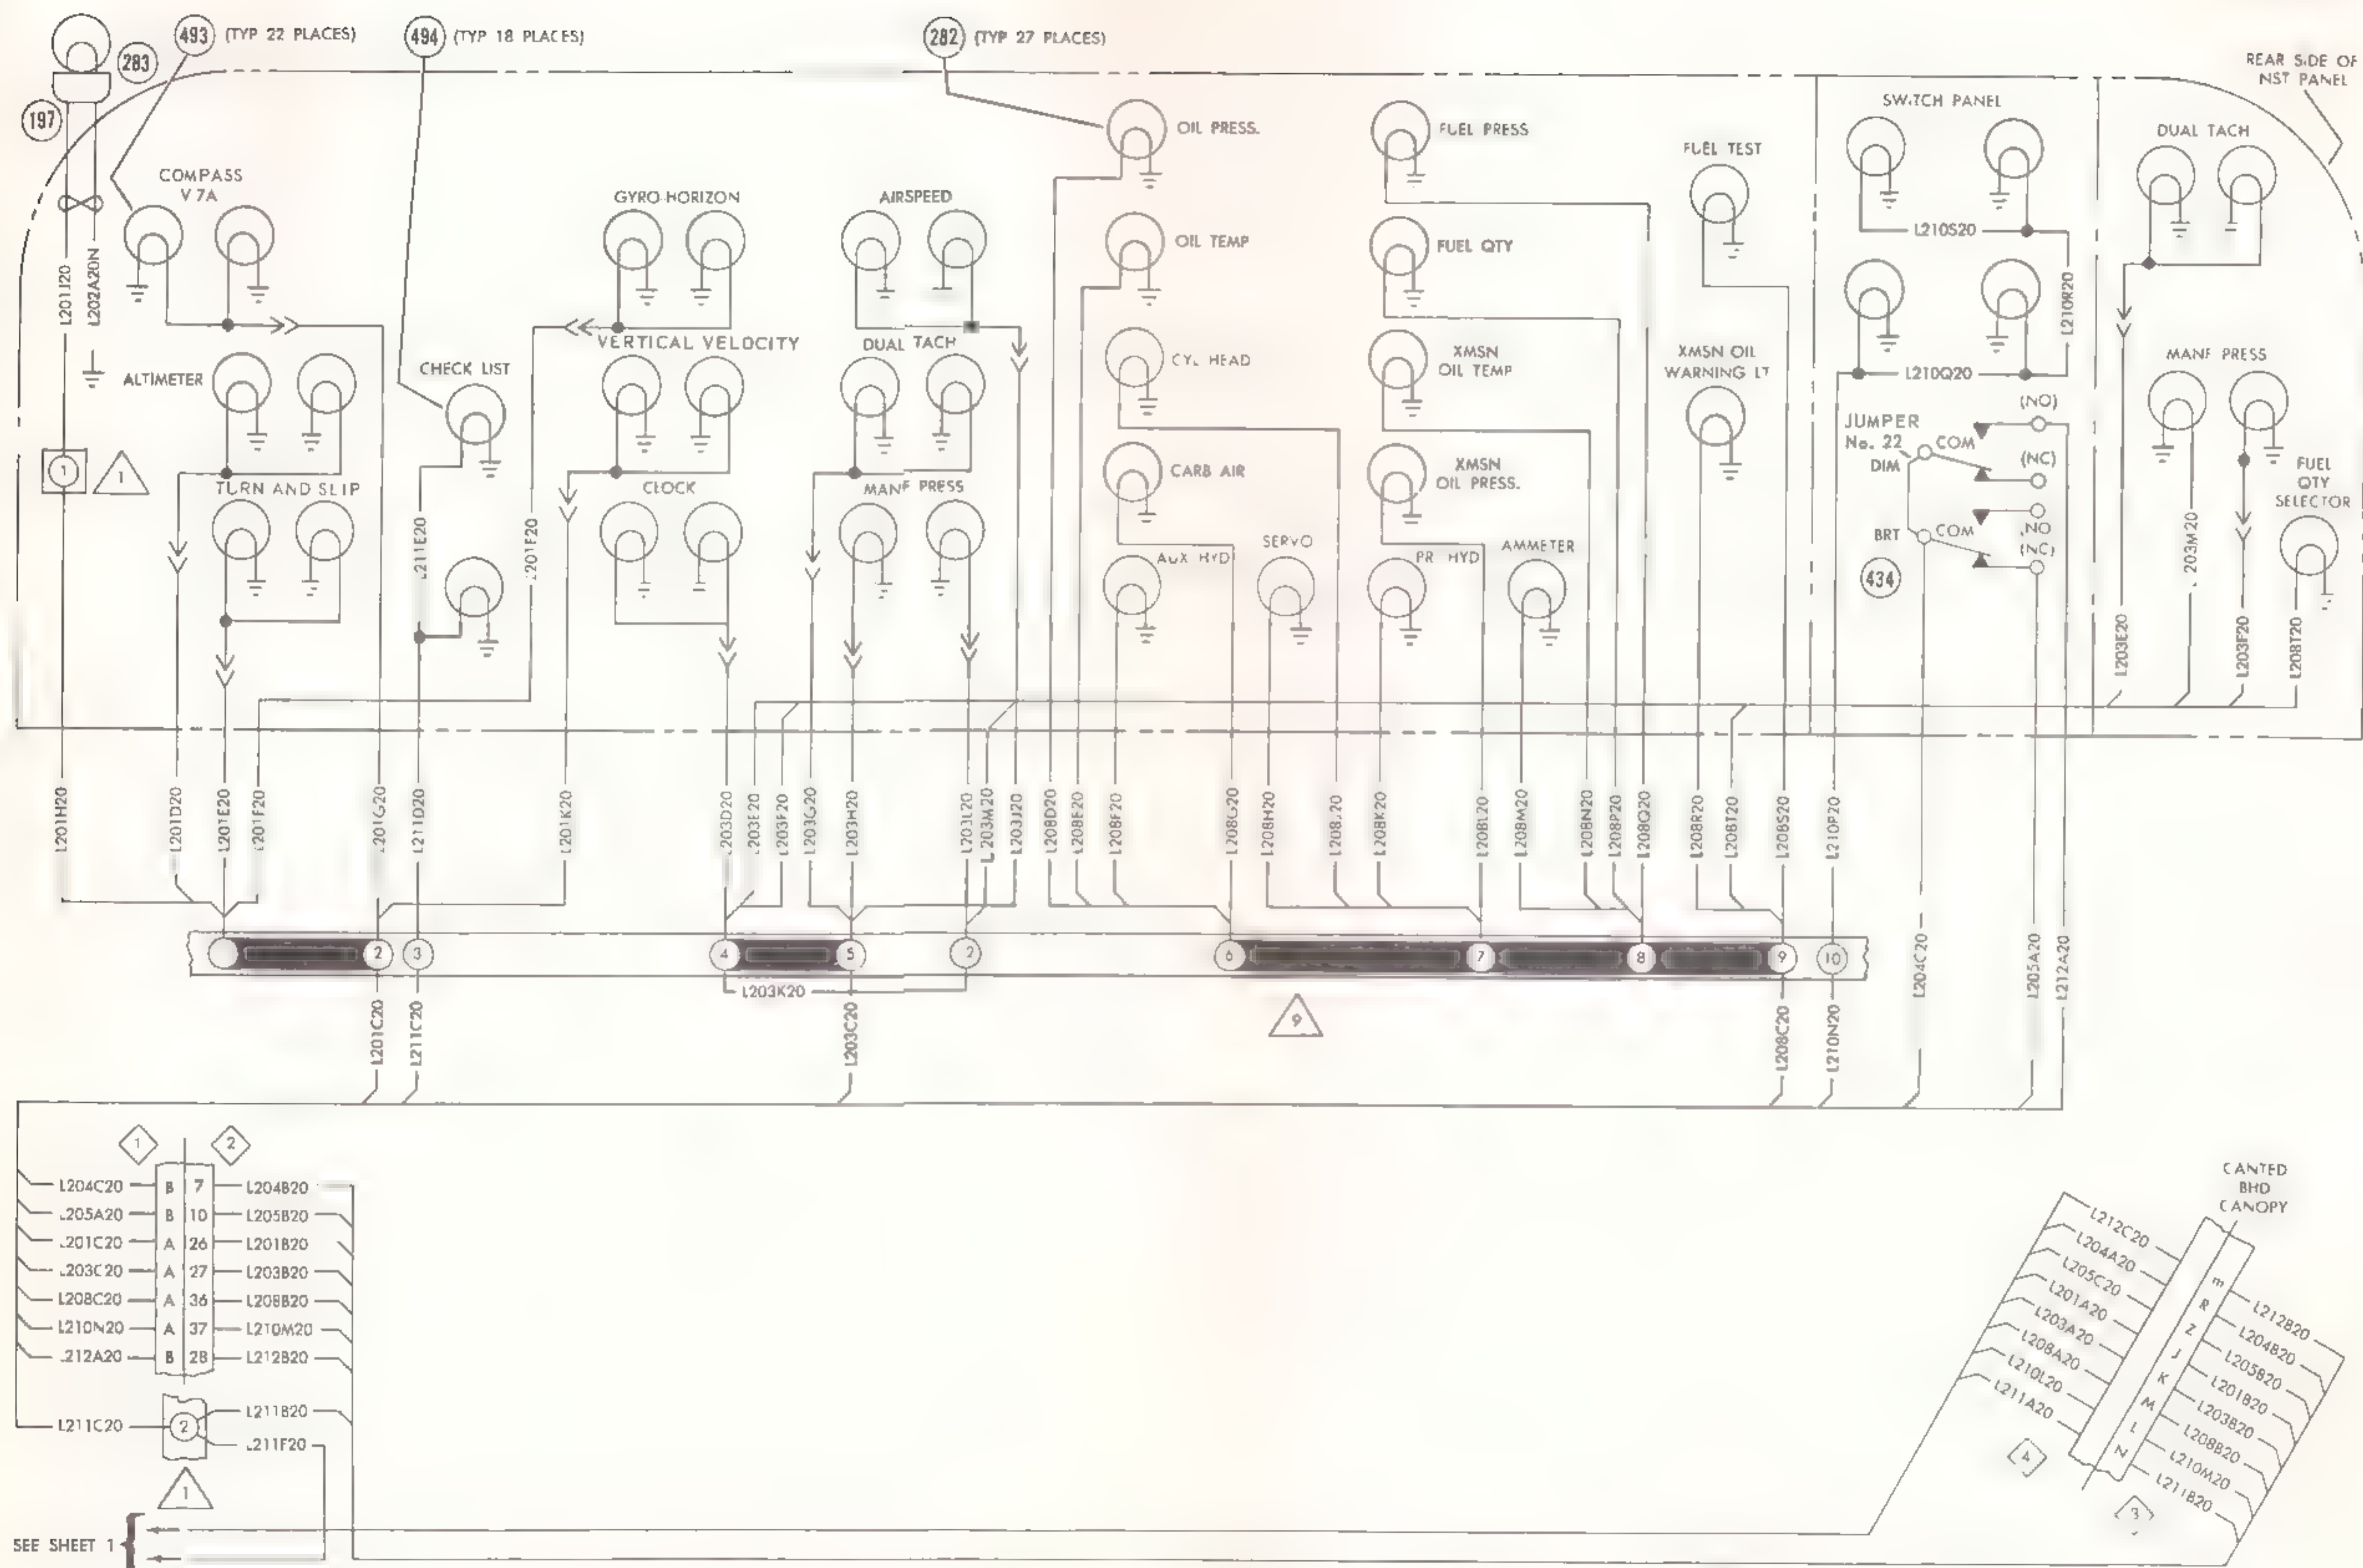 493 (TYP 22 PLACES)
494 (TYP 18 PLACES)
282 (TYP 27 PLACES)
283
197
REAR SIDE OF
NST PANEL
COMPASS
V 7A
GYRO HORIZON
AIRSPEED
OIL PRESS.
FUEL PRESS
FUEL TEST
SWITCH PANEL
DUAL TACH
OIL TEMP
FUEL QTY
L210S20
L210R20
L201J20
L202A20N
ALTIMETER
CHECK LIST
VERTICAL VELOCITY
DUAL TACH
CYL HEAD
XMSN
OIL TEMP
XMSN OIL
WARNING LT
L210Q20
MANF PRESS
1
1
TURN AND SLIP
CLOCK
MANF PRESS
CARB AIR
XMSN
OIL PRESS.
JUMPER
No. 22
DIM
COM
(NO)
(NC)
BRT
COM
NO
(NC)
434
FUEL
QTY
SELECTOR
L211E20
L201F20
AUX HYD
SERVO
PRI HYD
AMMETER
L203E20
L203M20
L203F20
L208T20
L201H20
L201D20
L201E20
L201F20
L201G20
L211D20
L201K20
L203D20
L203E20
L203F20
L203G20
L203H20
L203L20
L203M20
L203J20
L208D20
L208E20
L208F20
L208G20
L208H20
L208J20
L208K20
L208L20
L208M20
L208N20
L208P20
L208Q20
L208R20
L208T20
L208S20
L210P20
2 3 4 5 2 6 7 8 9 10
L203K20
9
L201C20
L211C20
L203C20
L208C20
L210N20
L204C20
L205A20
L212A20
1 2
L204C20 B 7 L204B20
L205A20 B 10 L205B20
L201C20 A 26 L201B20
L203C20 A 27 L203B20
L208C20 A 36 L208B20
L210N20 A 37 L210M20
L212A20 B 28 L212B20
L211C20 2 L211B20
L211F20
1
SEE SHEET 1
CANTED
BHD
CANOPY
L212C20 m L212B20
L204A20 R L204B20
L205C20 Z L205B20
L201A20 J L201B20
L203A20 K L203B20
L208A20 M L208B20
L210L20 L L210M20
L211A20 N L211B20
4
3